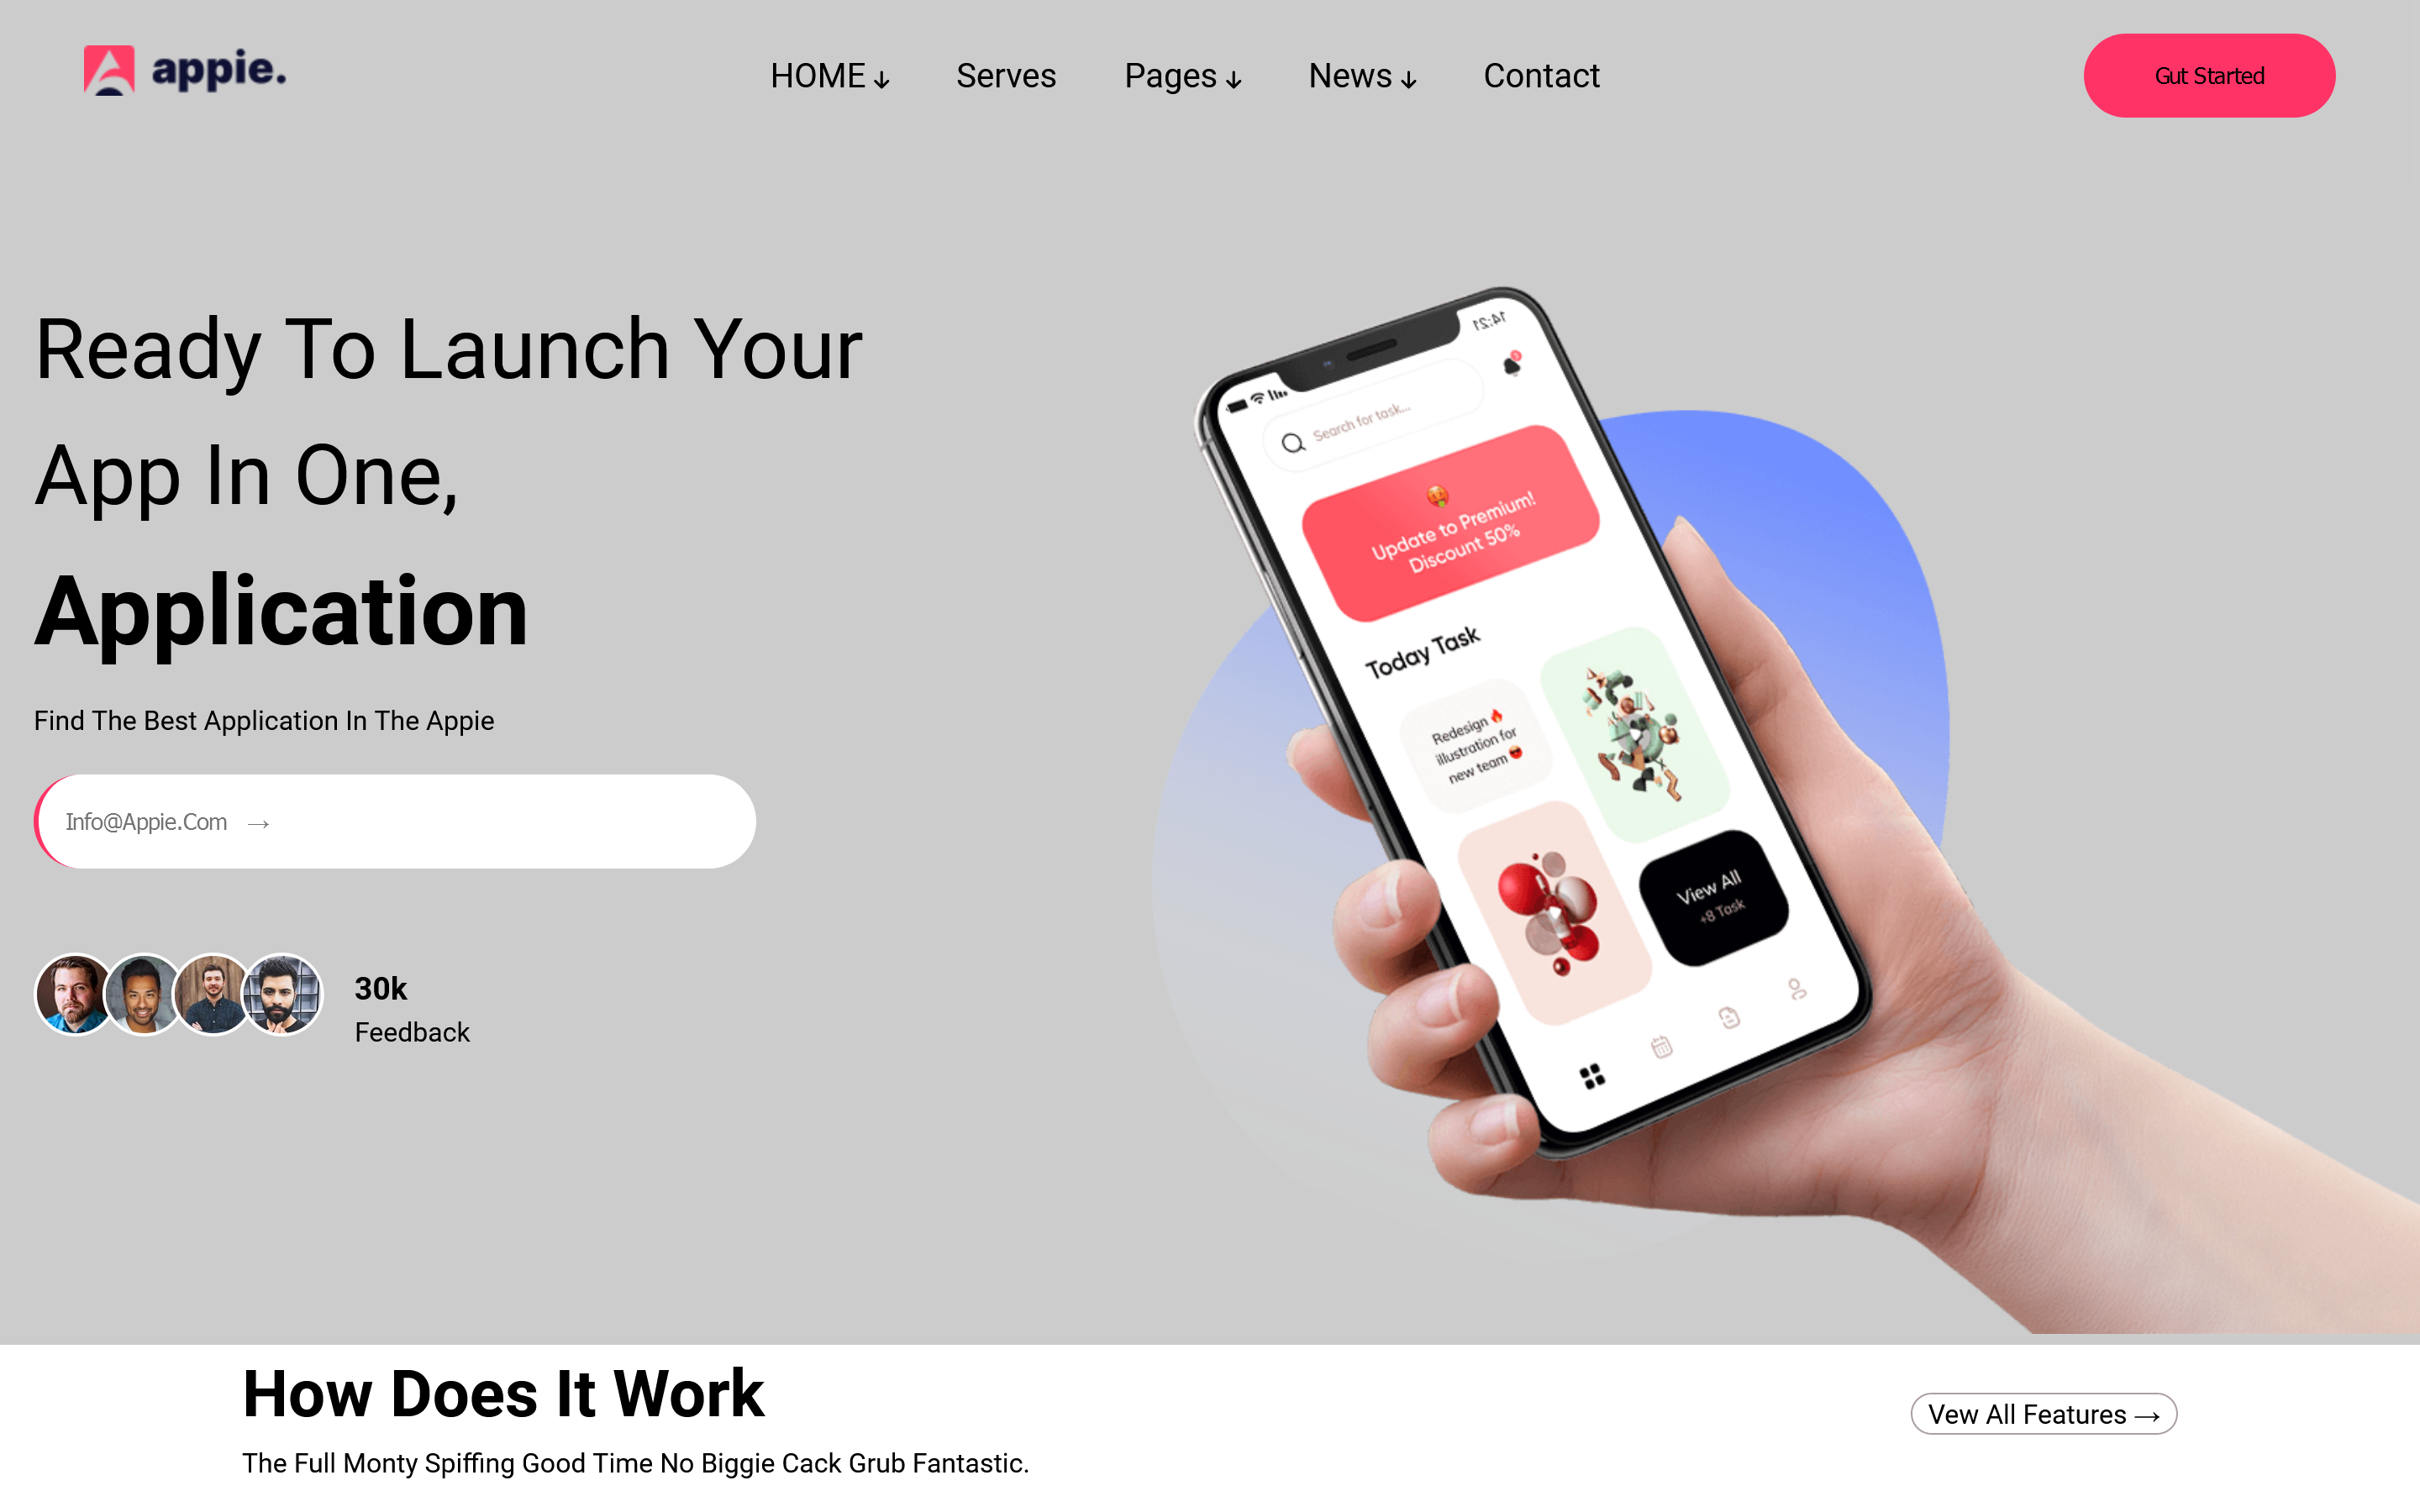 appie.
HOME ↓ Serves Pages ↓ News ↓ Contact
Gut Started
Ready To Launch Your
App In One,
Application
Find The Best Application In The Appie
Info@Appie.Com →
30k
Feedback
14:21
Search for task...
Update to Premium!
Discount 50%
Today Task
Redesign 🔥
illustration for
new team 😎
View All
+8 Task
How Does It Work
The Full Monty Spiffing Good Time No Biggie Cack Grub Fantastic.
Vew All Features →